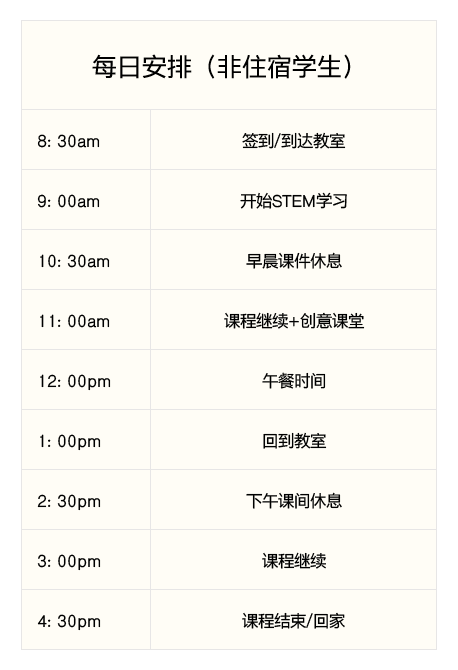 每日安排（非住宿学生）
8: 30am 签到/到达教室
9: 00am 开始STEM学习
10: 30am 早晨课件休息
11: 00am 课程继续+创意课堂
12: 00pm 午餐时间
1: 00pm 回到教室
2: 30pm 下午课间休息
3: 00pm 课程继续
4: 30pm 课程结束/回家